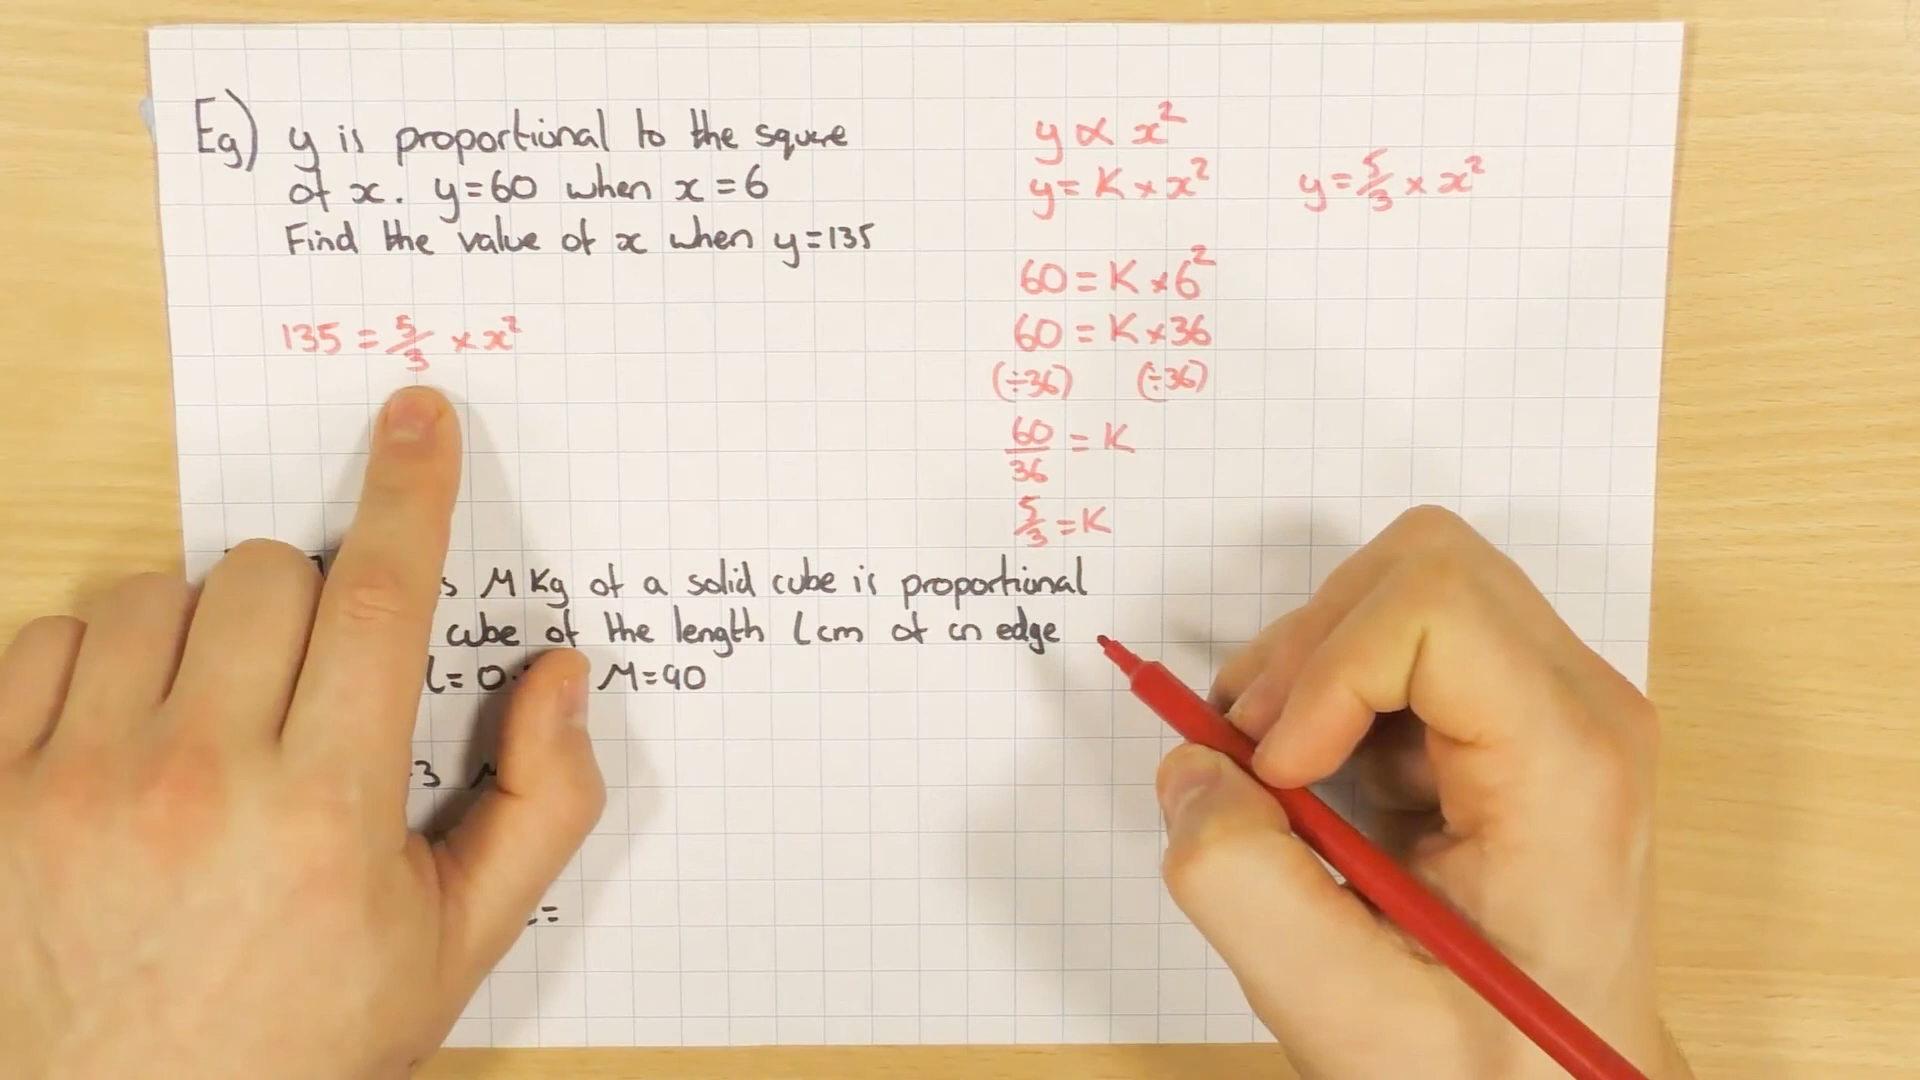 Eg) y is proportional to the square
of x. y=60 when x=6
Find the value of x when y=135
135 = 5/3 × x²
y ∝ x²
y = K × x²
y = 5/3 × x²
60 = K × 6²
60 = K × 36
(÷36) (÷36)
60/36 = K
5/3 = K
M Kg of a solid cube is proportional
cube of the length l cm of an edge
l= M=90